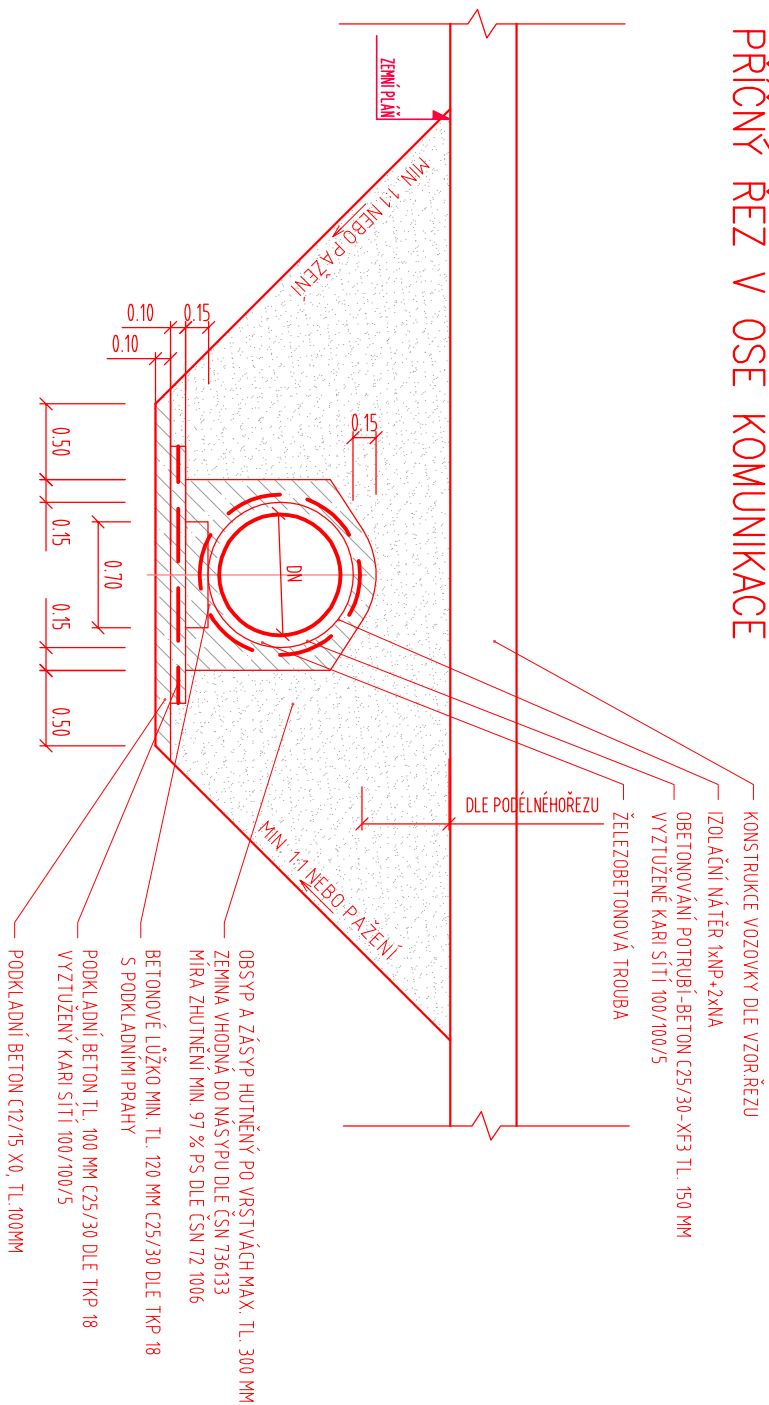 PŘÍČNÝ ŘEZ V OSE KOMUNIKACE
KONSTRUKCE VOZOVKY DLE VZOR.ŘEZU
IZOLAČNÍ NÁTĚR 1xNP+2xNA
OBETONOVÁNÍ POTRUBÍ-BETON C25/30-XF3 TL. 150 MM
VYZTUŽENÉ KARI SÍTÍ 100/100/5
ŽELEZOBETONOVÁ TROUBA
DLE PODÉLNÉHOŘEZU
ZEMNÍ PLÁŇ
MIN. 1:1 NEBO PAŽENÍ
MIN. 1:1 NEBO PAŽENÍ
0.15
DN
0.15
0.10
0.10
0.50
0.15
0.70
0.15
0.50
OBSYP A ZÁSYP HUTNĚNÝ PO VRSTVÁCH MAX. TL. 300 MM
ZEMINA VHODNÁ DO NÁSYPU DLE ČSN 736133
MÍRA ZHUTNĚNÍ MIN. 97 % PS DLE ČSN 72 1006
BETONOVÉ LŮŽKO MIN. TL. 120 MM C25/30 DLE TKP 18
S PODKLADNÍMI PRAHY
PODKLADNÍ BETON TL. 100 MM C25/30 DLE TKP 18
VYZTUŽENÝ KARI SÍTÍ 100/100/5
PODKLADNÍ BETON C12/15 X0, TL.100MM